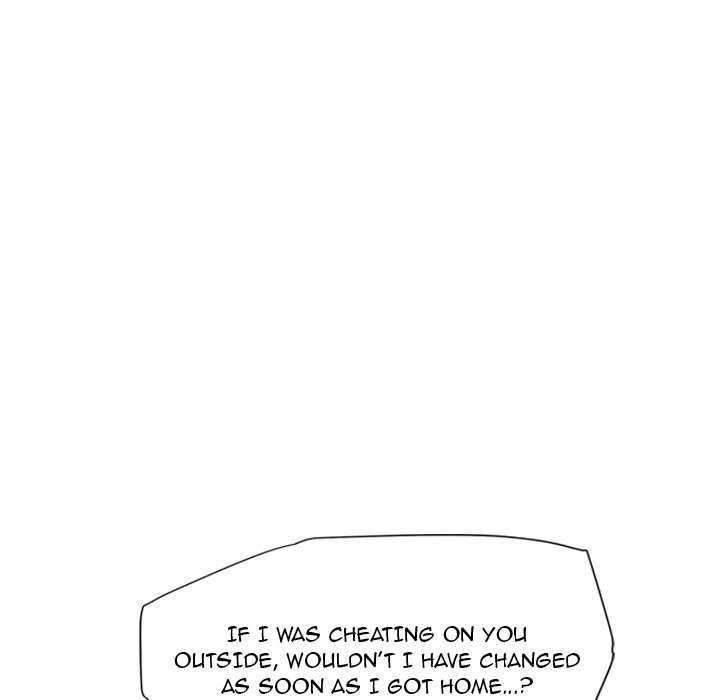 IF I WAS CHEATING ON YOU
OUTSIDE, WOULDN'T I HAVE CHANGED
AS SOON AS I GOT HOME...?